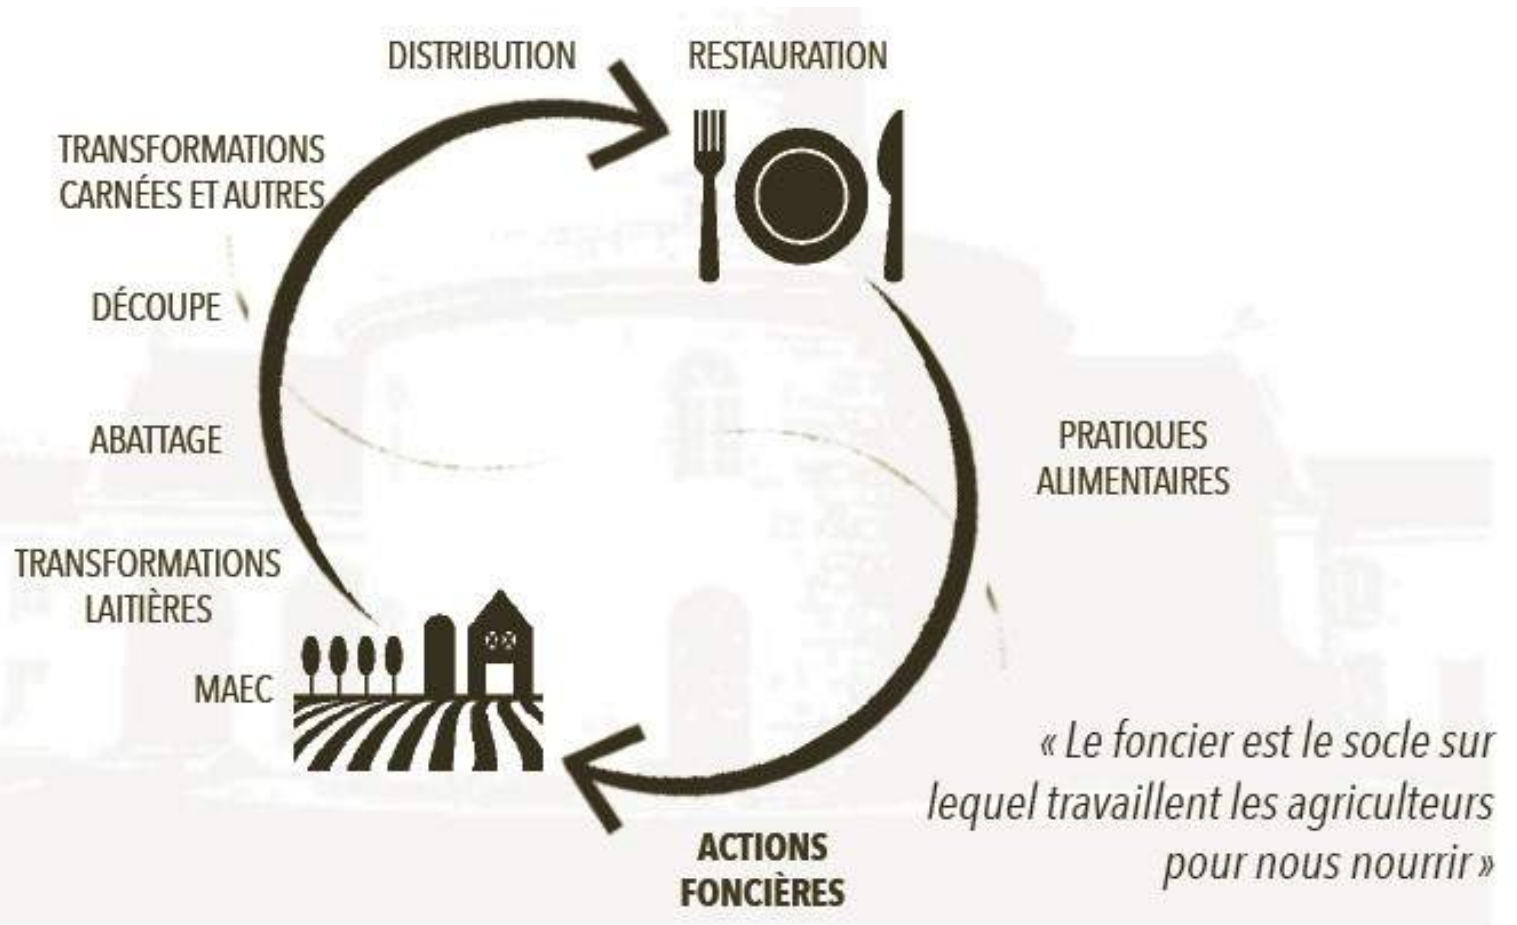 DISTRIBUTION
RESTAURATION
TRANSFORMATIONS
CARNÉES ET AUTRES
DÉCOUPE
ABATTAGE
PRATIQUES
ALIMENTAIRES
TRANSFORMATIONS
LAITIÈRES
MAEC
« Le foncier est le socle sur
lequel travaillent les agriculteurs
pour nous nourrir »
ACTIONS
FONCIÈRES